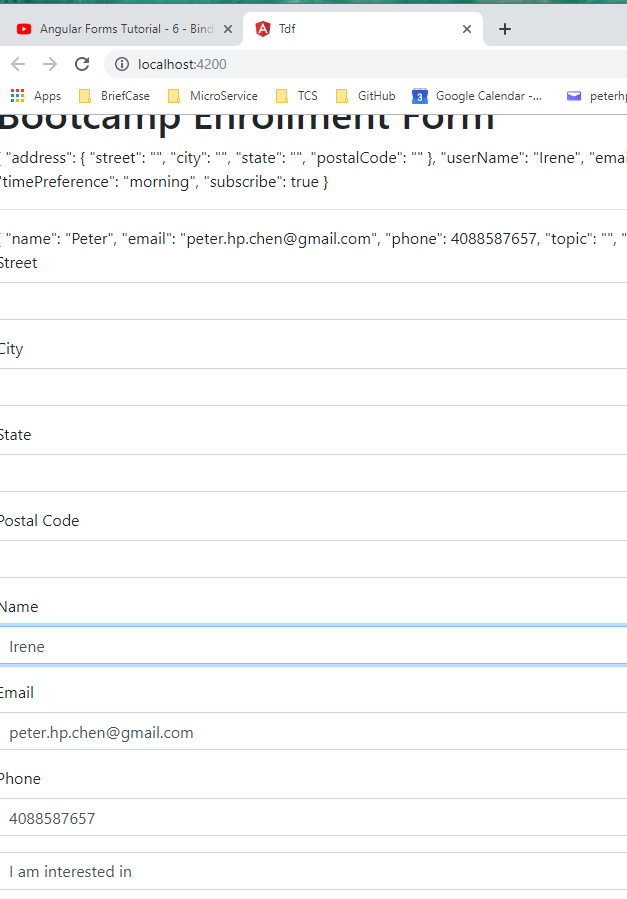 Angular Forms Tutorial - 6 - Bind
Tdf
localhost:4200
Apps BriefCase MicroService TCS GitHub 3 Google Calendar -... peterhp
Bootcamp Enrollment Form
{ "address": { "street": "", "city": "", "state": "", "postalCode": "" }, "userName": "Irene", "emai
"timePreference": "morning", "subscribe": true }
{ "name": "Peter", "email": "peter.hp.chen@gmail.com", "phone": 4088587657, "topic": "", "
Street
City
State
Postal Code
Name
Irene
Email
peter.hp.chen@gmail.com
Phone
4088587657
I am interested in